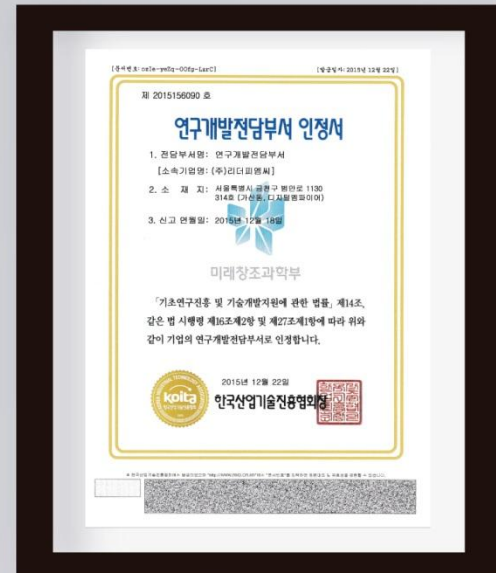 제 2015156090 호
연구개발전담부서 인정서
1. 전담부서명: 연구개발전담부서
[소속기업명: (주)리더피엠씨]
2. 소 재 지: 서울특별시 금천구 범안로 1130
314호 (가산동, 디지털엠파이어)
3. 신고 연월일: 2015년 12월 18일
미래창조과학부
「기초연구진흥 및 기술개발지원에 관한 법률」 제14조,
같은 법 시행령 제16조제2항 및 제27조제1항에 따라 위와
같이 기업의 연구개발전담부서로 인정합니다.
2015년 12월 22일
koita
한국산업기술진흥협회장